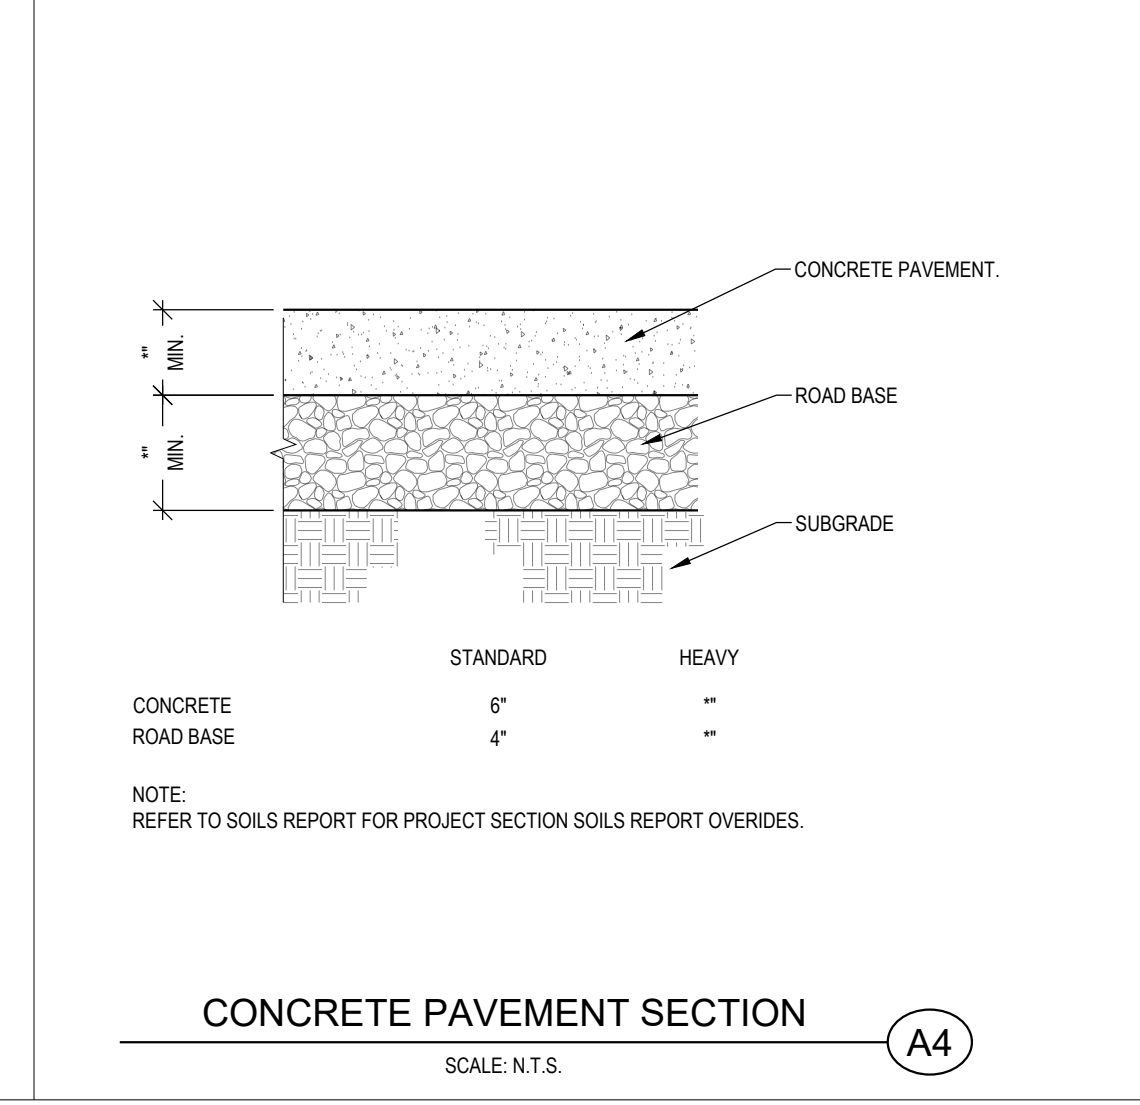 CONCRETE PAVEMENT.
*"
MIN.
ROAD BASE
*"
MIN.
SUBGRADE
STANDARD HEAVY
CONCRETE 6" *"
ROAD BASE 4" *"
NOTE:
REFER TO SOILS REPORT FOR PROJECT SECTION SOILS REPORT OVERIDES.
CONCRETE PAVEMENT SECTION
A4
SCALE: N.T.S.